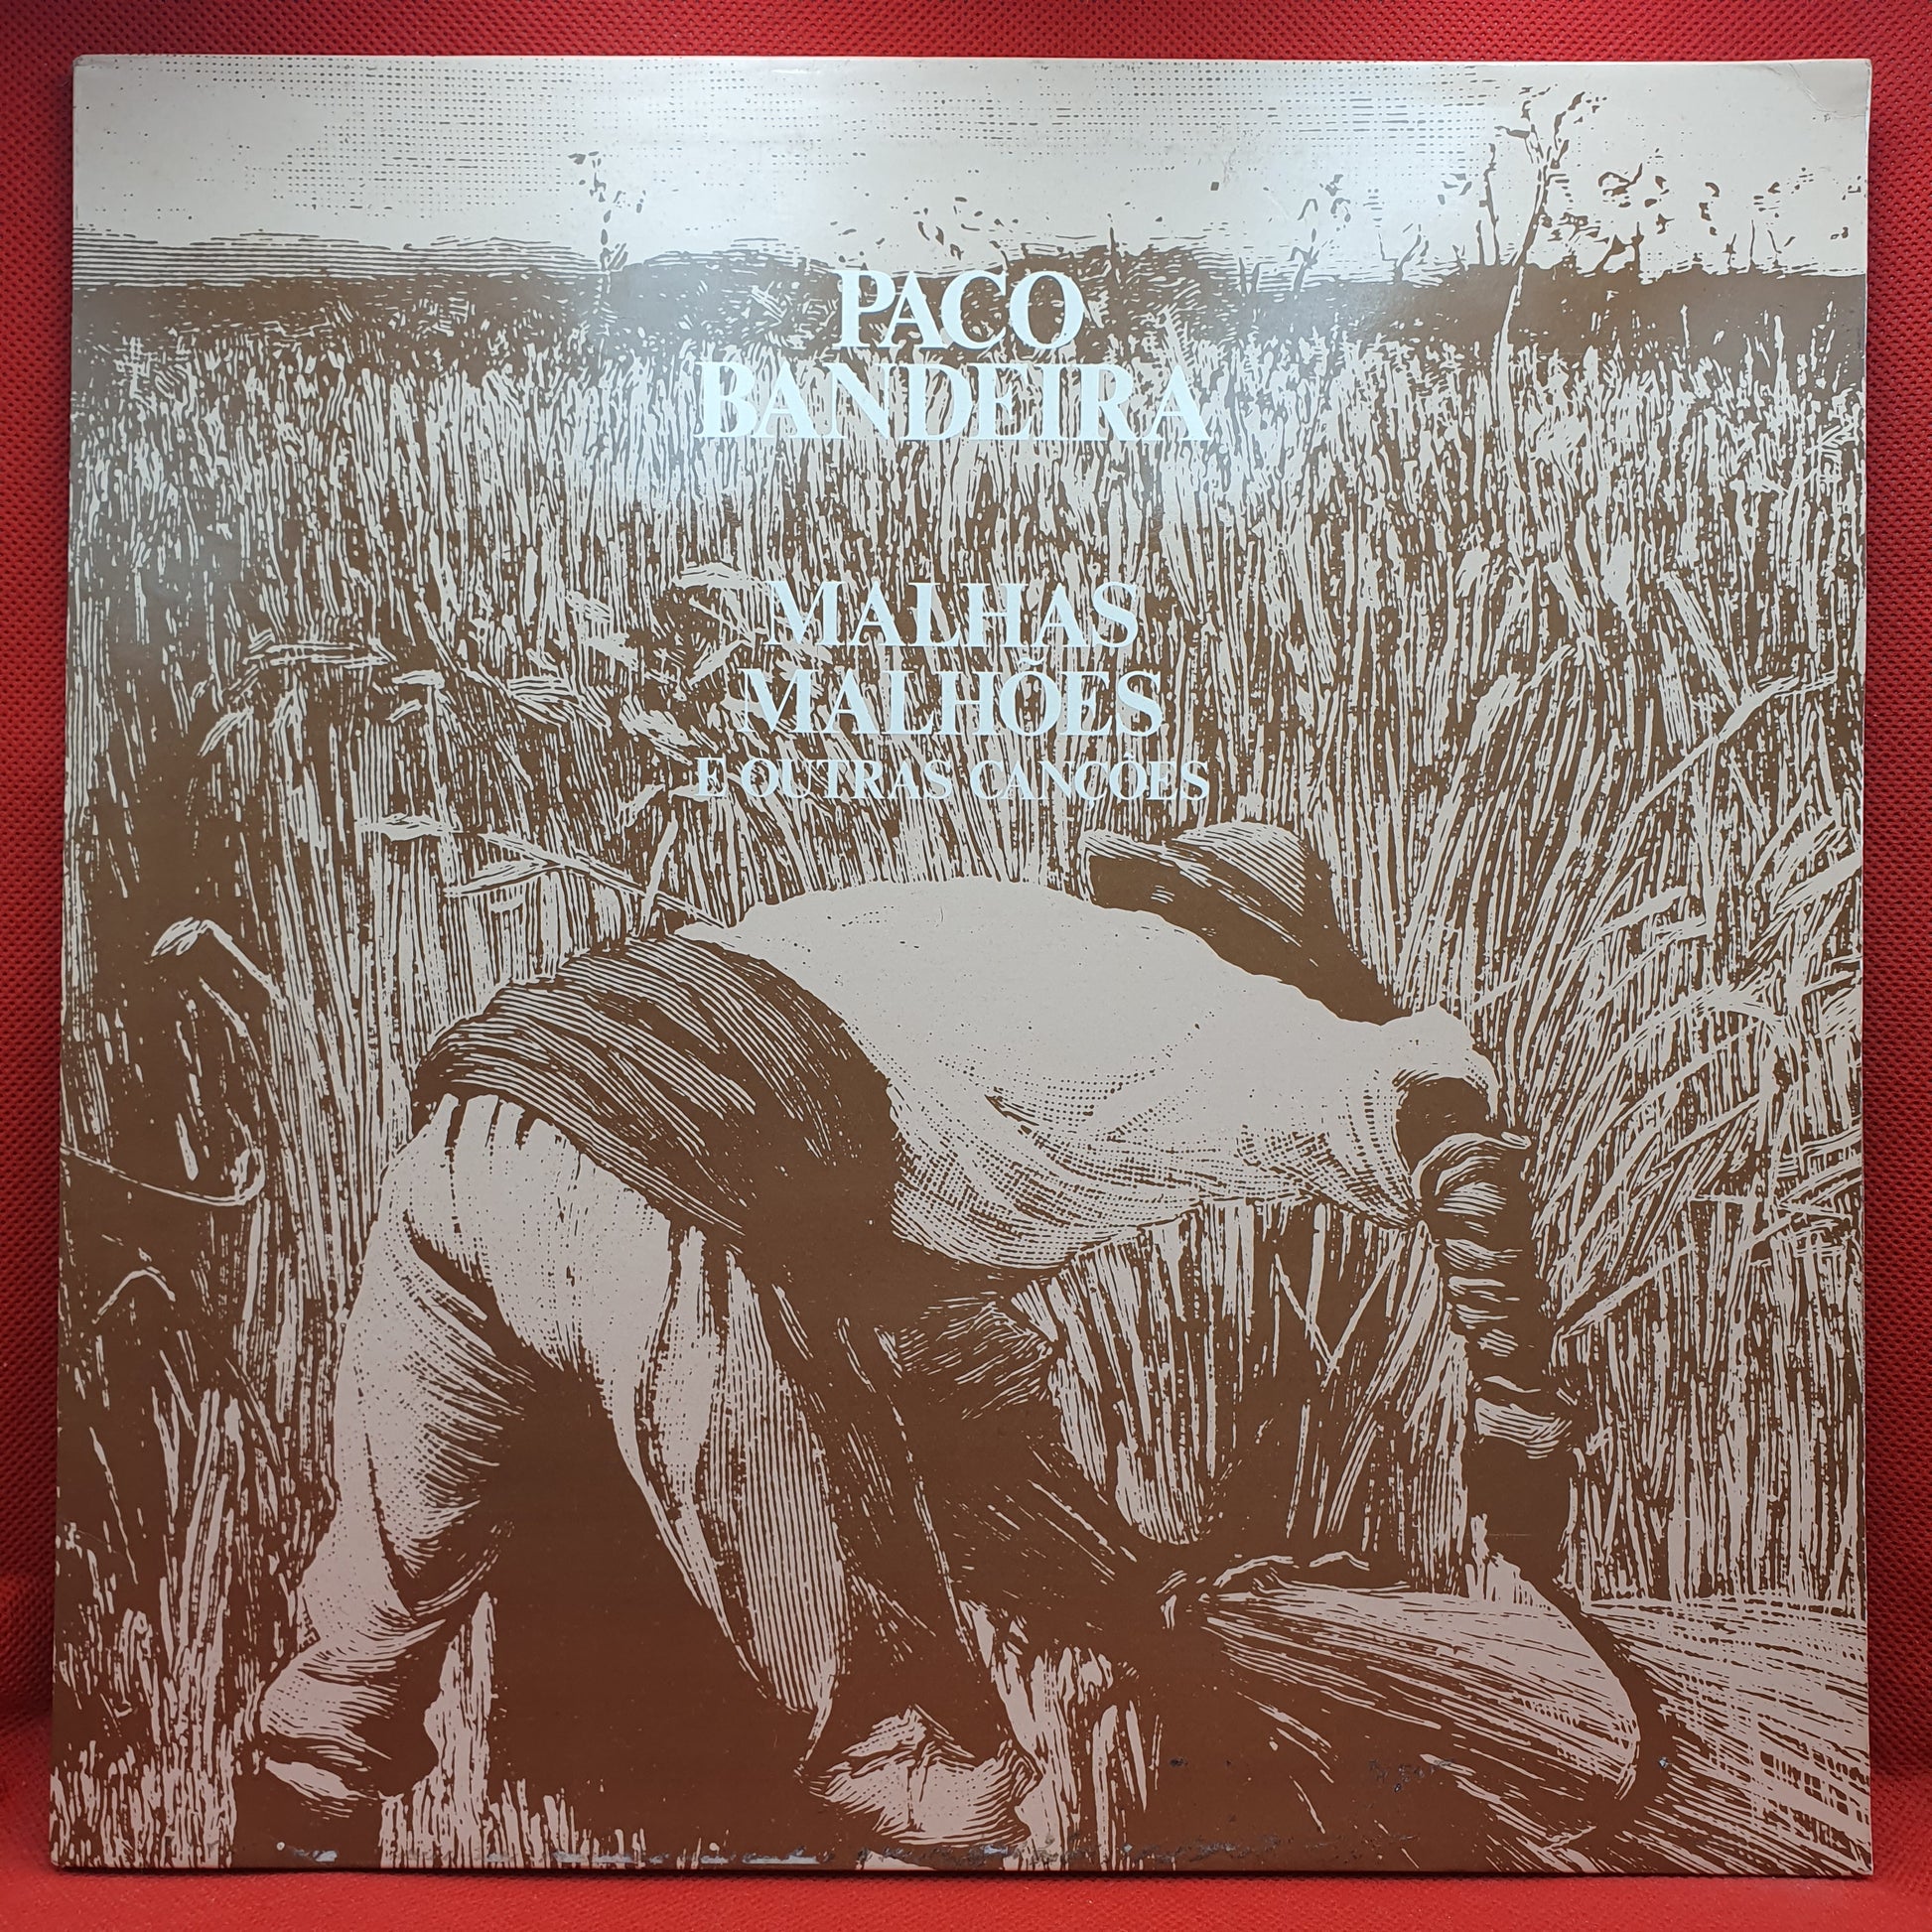 PACO
BANDEIRA
MALHAS
MALHÕES
E OUTRAS CANÇÕES